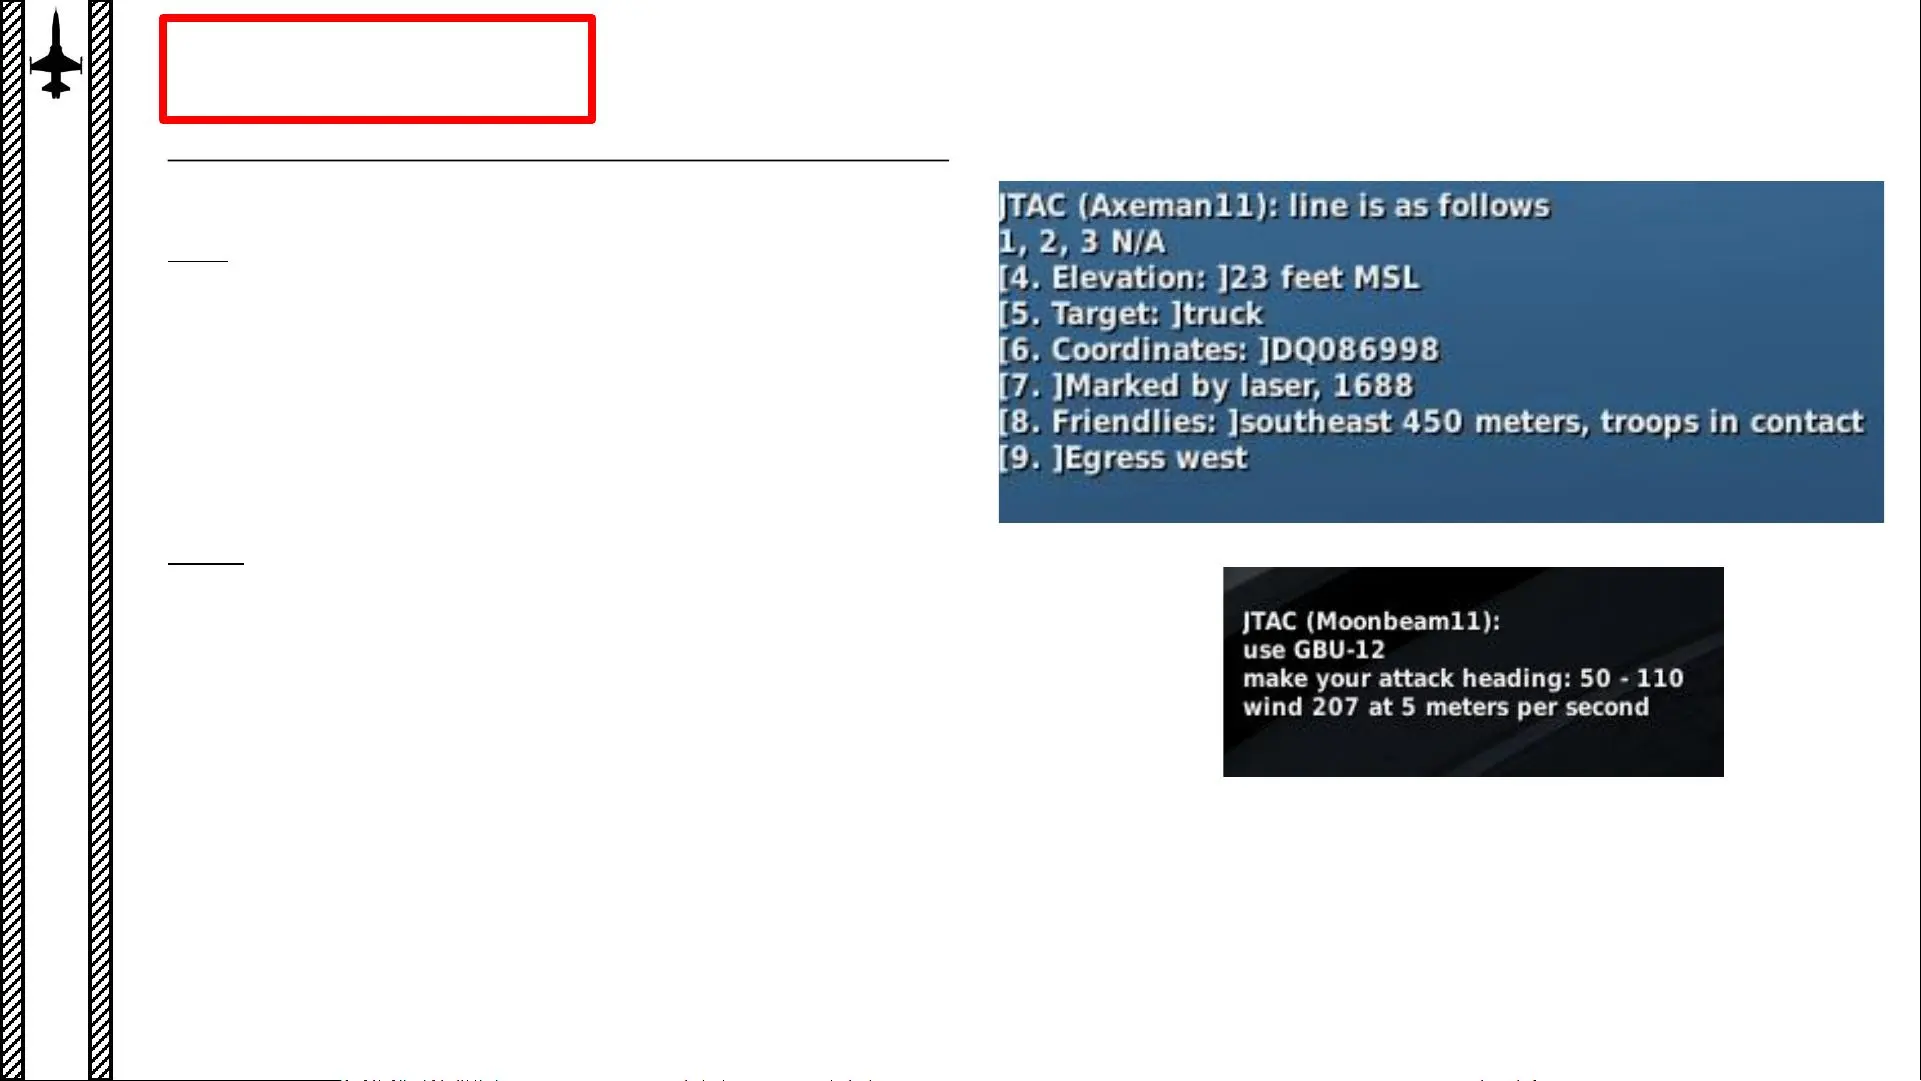 JTAC (Axeman11): line is as follows
1, 2, 3 N/A
[4. Elevation: ]23 feet MSL
[5. Target: ]truck
[6. Coordinates: ]DQ086998
[7. ]Marked by laser, 1688
[8. Friendlies: ]southeast 450 meters, troops in contact
[9. ]Egress west
JTAC (Moonbeam11):
use GBU-12
make your attack heading: 50 - 110
wind 207 at 5 meters per second